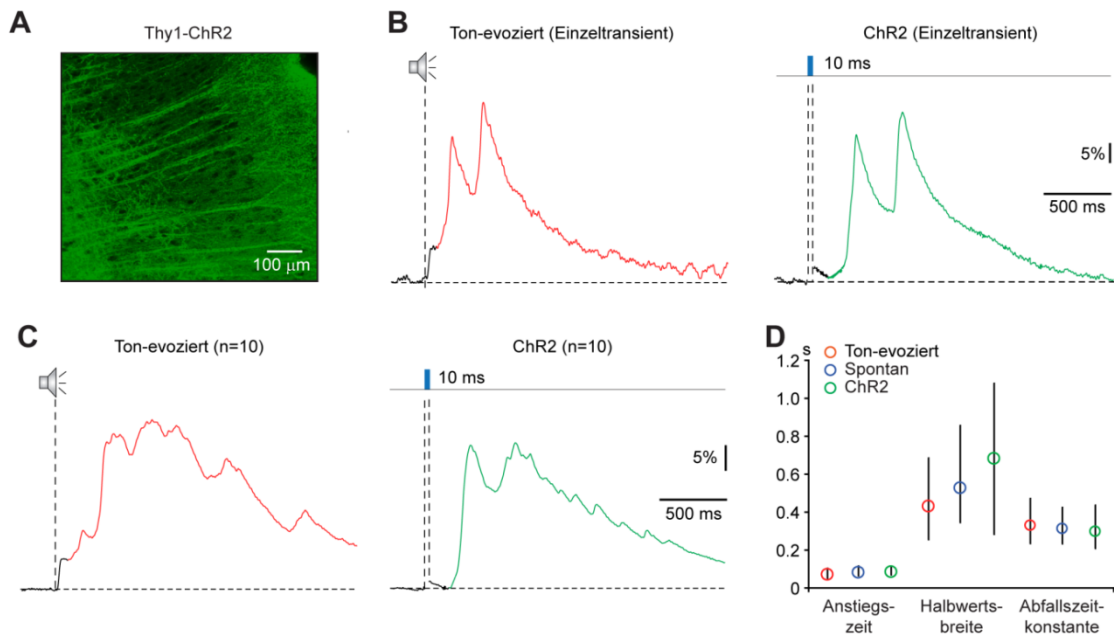 A
Thy1-ChR2
100 µm
B
Ton-evoziert (Einzeltransient)
ChR2 (Einzeltransient)
10 ms
5%
500 ms
C
Ton-evoziert (n=10)
ChR2 (n=10)
10 ms
5%
500 ms
D
s
Ton-evoziert
Spontan
ChR2
1.2
1.0
0.8
0.6
0.4
0.2
0
Anstiegs-
zeit
Halbwerts-
breite
Abfallszeit-
konstante